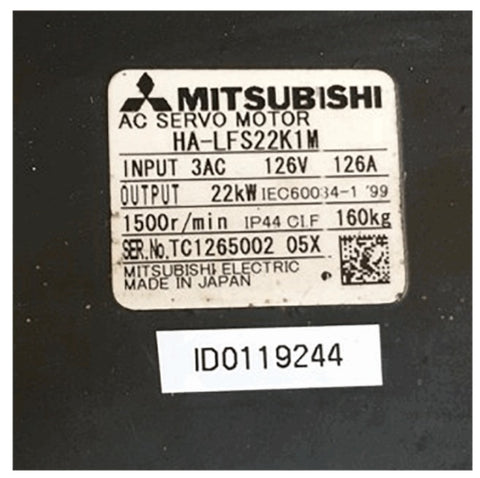 MITSUBISHI
AC SERVO MOTOR
HA-LFS22K1M
INPUT 3AC 126V 126A
OUTPUT 22kW IEC60034-1 '99
1500r/min IP44 Cl.F 160kg
SER.No.TC1265002 05X
MITSUBISHI ELECTRIC
MADE IN JAPAN
ID0119244